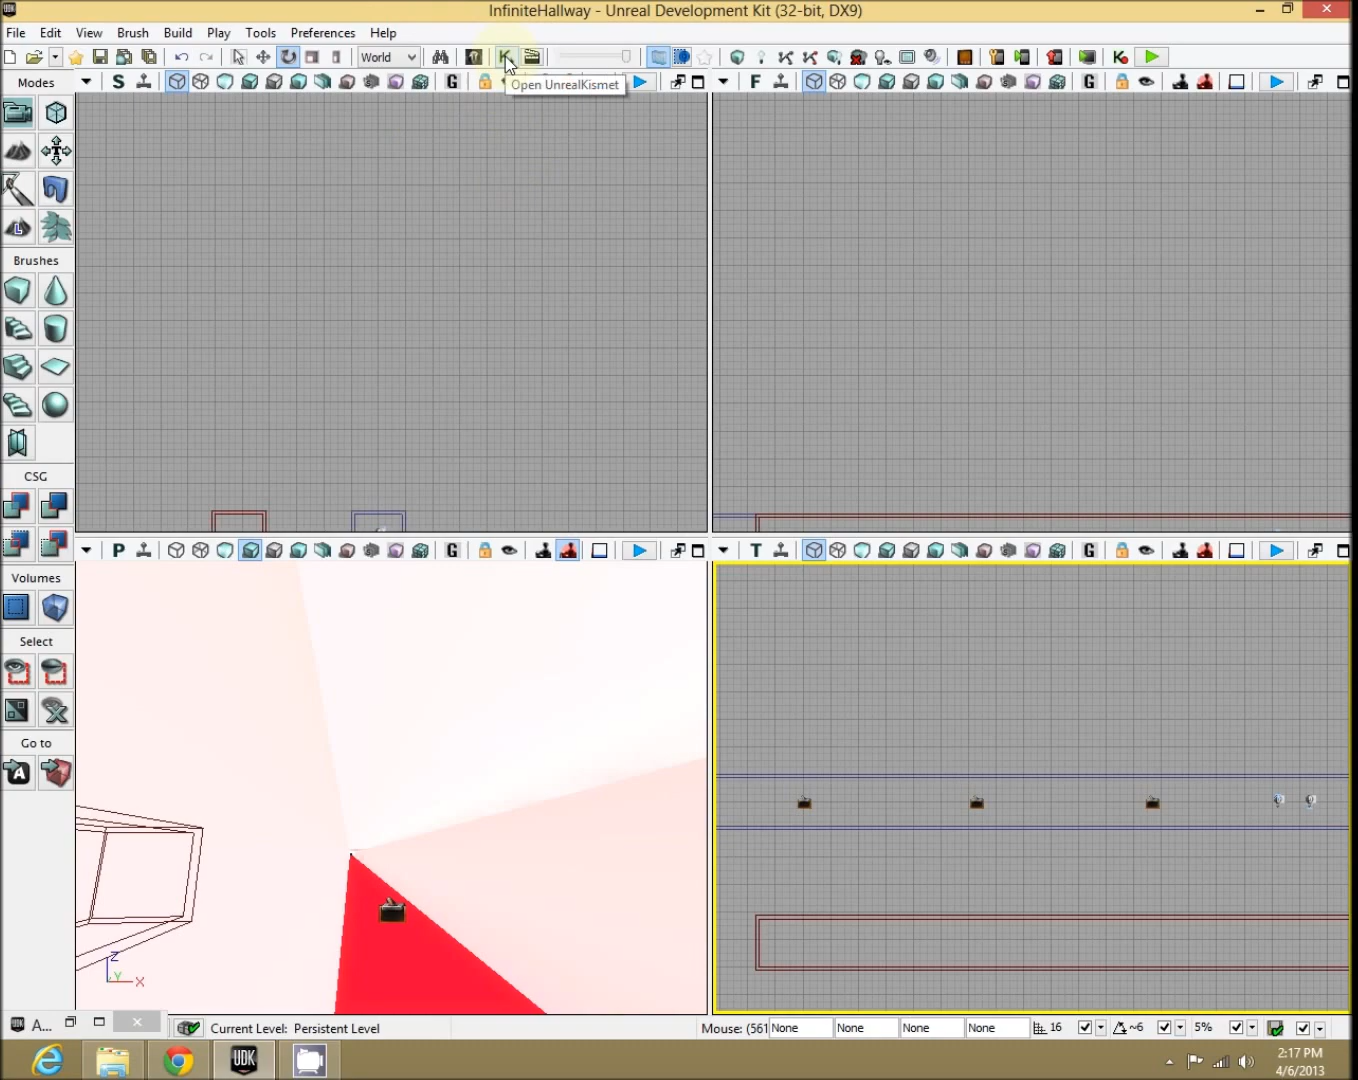 UDK
InfiniteHallway - Unreal Development Kit (32-bit, DX9)
File Edit View Brush Build Play Tools Preferences Help
World
K
K
Modes
S
G
Open UnrealKismet
F
G
Brushes
CSG
Volumes
P
G
T
G
Select
Go to
A
Z
Y
X
A...
Current Level: Persistent Level
Mouse: (561
None
None
None
None
16
~6
5%
UDK
2:17 PM
4/6/2013